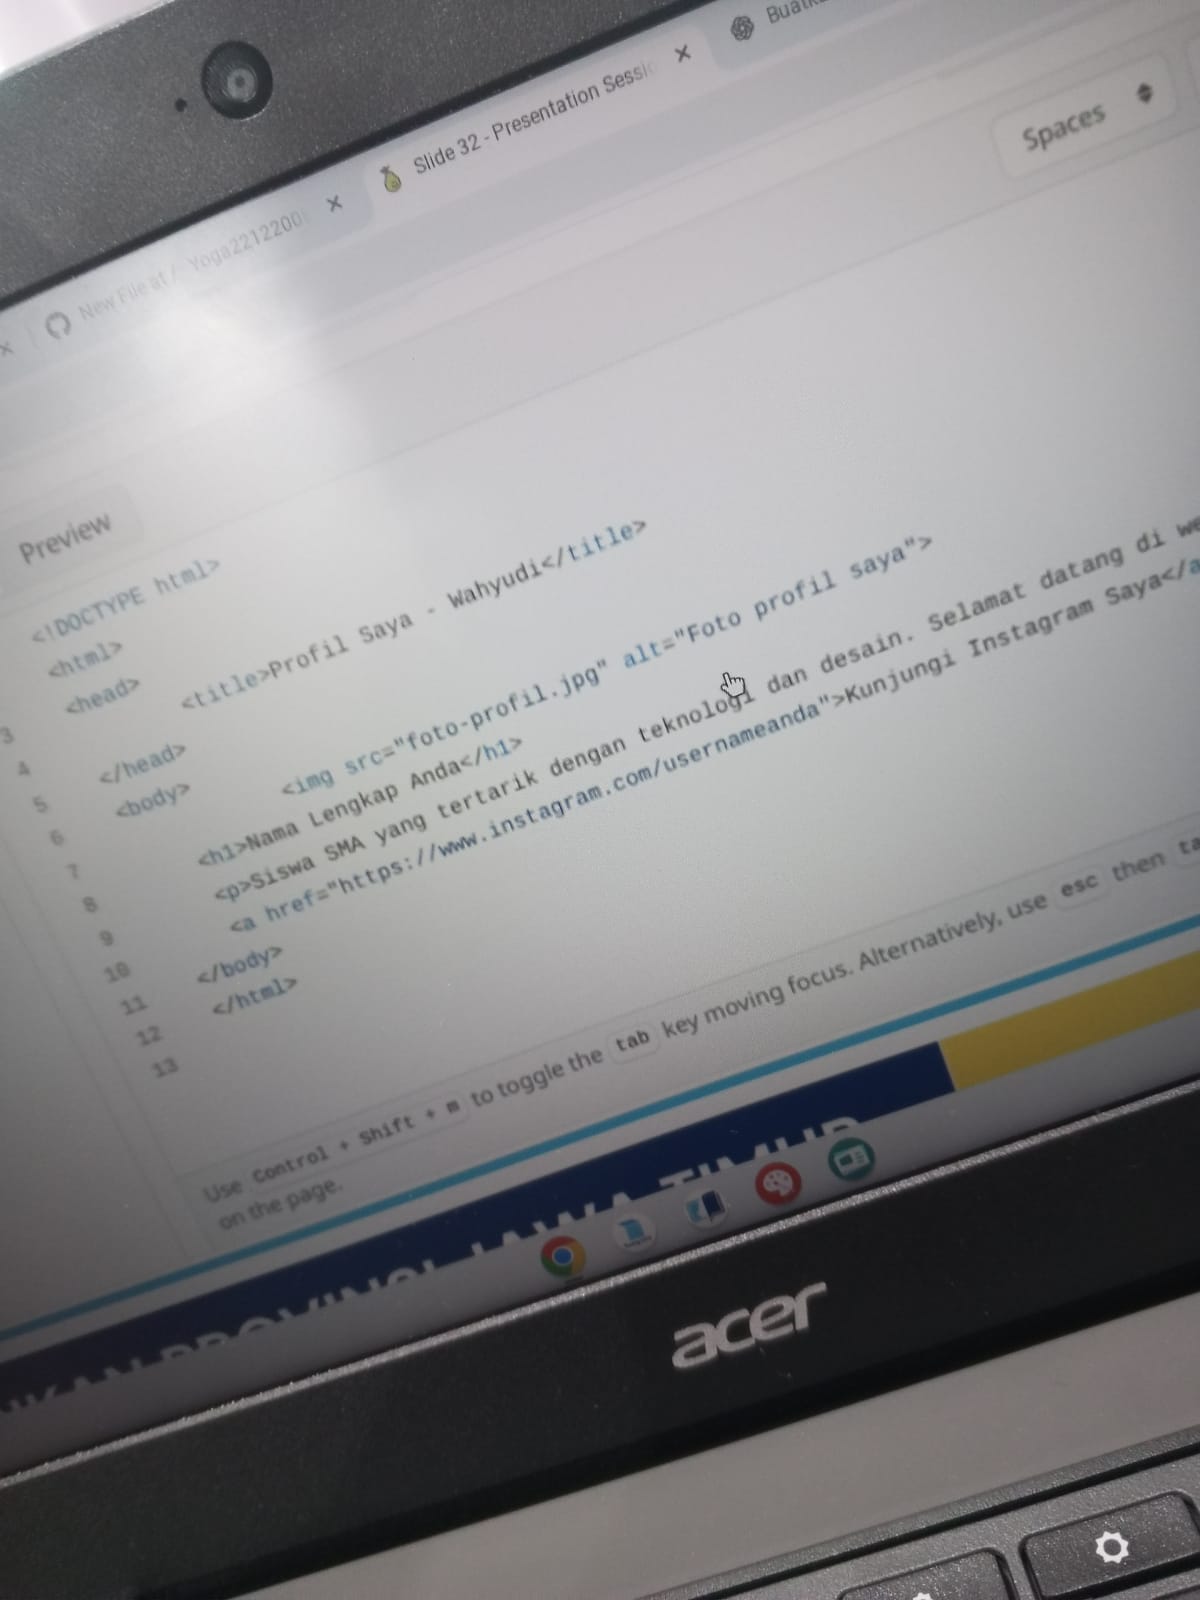 Buatk
Slide 32 - Presentation Sessi
New File at / Yoga2212200
Spaces
Preview
<!DOCTYPE html>
<html>
3 <head>
4 <title>Profil Saya - Wahyudi</title>
5 </head>
6 <body>
7 <img src="foto-profil.jpg" alt="Foto profil saya">
8 <h1>Nama Lengkap Anda</h1>
9 <p>Siswa SMA yang tertarik dengan teknologi dan desain. Selamat datang di we
10 <a href="https://www.instagram.com/usernameanda">Kunjungi Instagram Saya</a
11 </body>
12 </html>
13
Use Control + Shift + m to toggle the tab key moving focus. Alternatively, use esc then ta
on the page.
PROVINSI JAWA TIMUR
acer